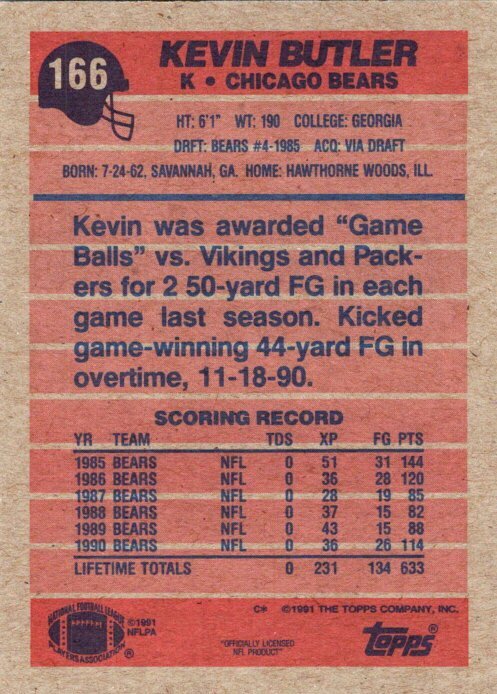 166
KEVIN BUTLER
K • CHICAGO BEARS
HT: 6'1" WT: 190 COLLEGE: GEORGIA
DRFT: BEARS #4-1985 ACQ: VIA DRAFT
BORN: 7-24-62, SAVANNAH, GA. HOME: HAWTHORNE WOODS, ILL.
Kevin was awarded "Game
Balls" vs. Vikings and Pack-
ers for 2 50-yard FG in each
game last season. Kicked
game-winning 44-yard FG in
overtime, 11-18-90.
SCORING RECORD
YR TEAM TDS XP FG PTS
1985 BEARS NFL 0 51 31 144
1986 BEARS NFL 0 36 28 120
1987 BEARS NFL 0 28 19 85
1988 BEARS NFL 0 37 15 82
1989 BEARS NFL 0 43 15 88
1990 BEARS NFL 0 36 26 114
LIFETIME TOTALS 0 231 134 633
NATIONAL FOOTBALL LEAGUE
PLAYERS ASSOCIATION
®
©1991
NFLPA
C* ©1991 THE TOPPS COMPANY, INC.
"OFFICIALLY LICENSED
NFL PRODUCT"
TOPPS®